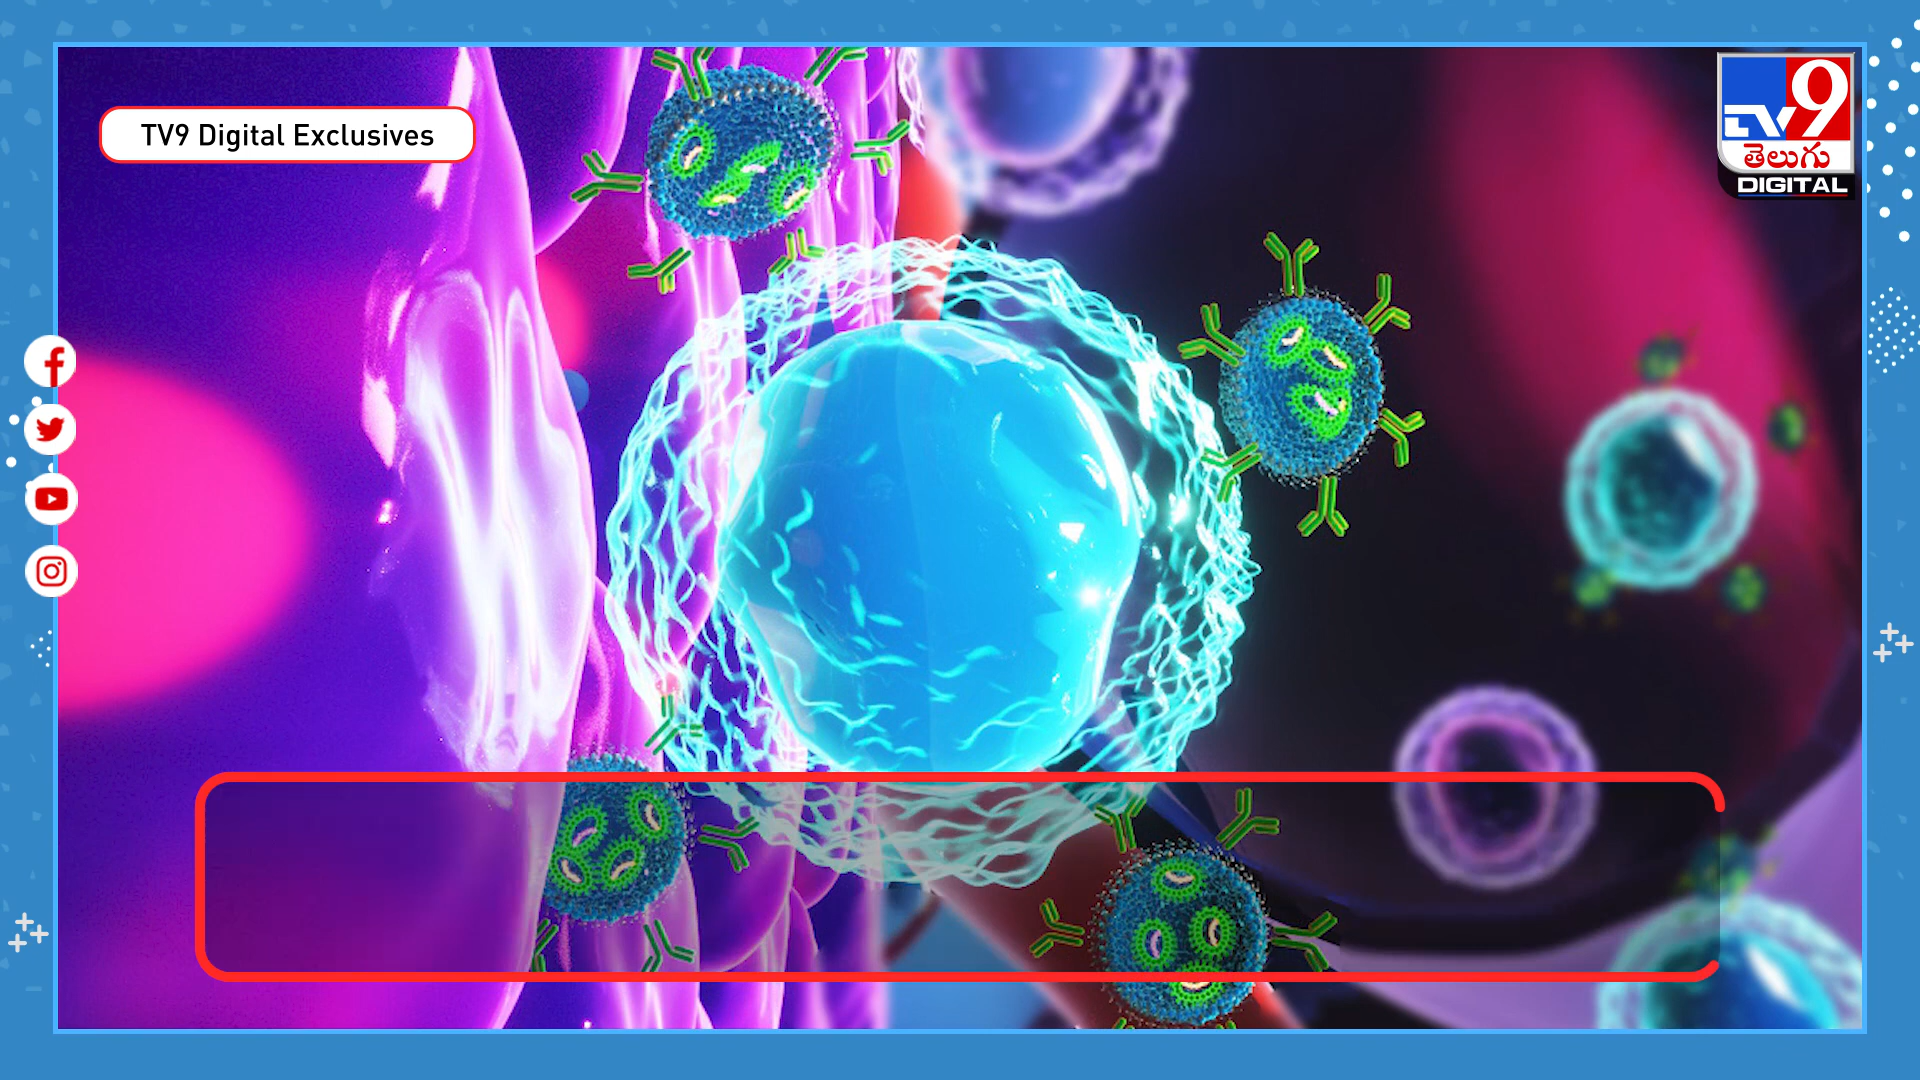 TV9 Digital Exclusives
TV9
తెలుగు
DIGITAL